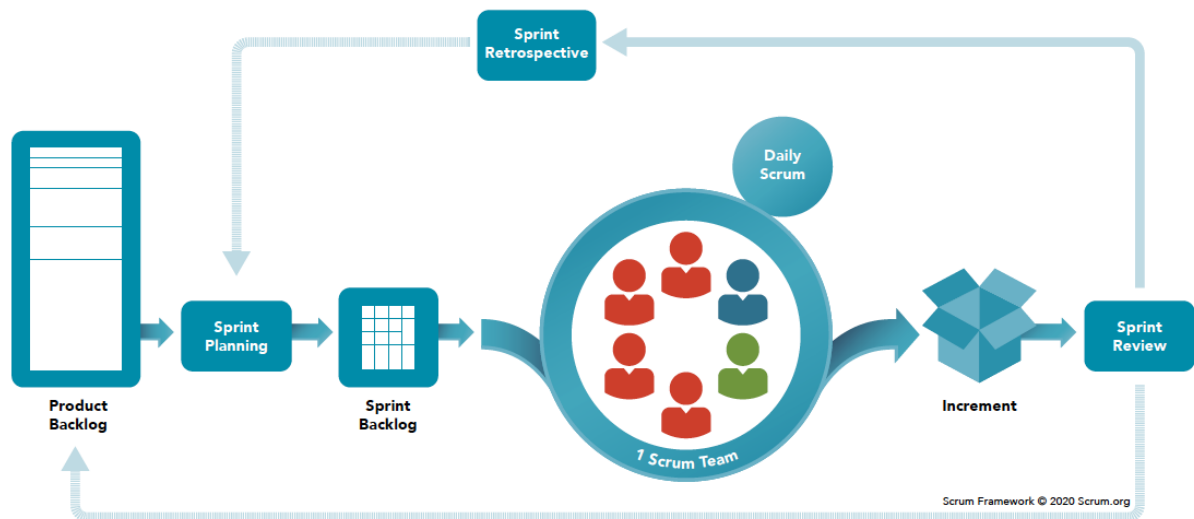 Sprint
Retrospective
Daily
Scrum
Sprint
Planning
Sprint
Review
Product
Backlog
Sprint
Backlog
Increment
1 Scrum Team
Scrum Framework © 2020 Scrum.org